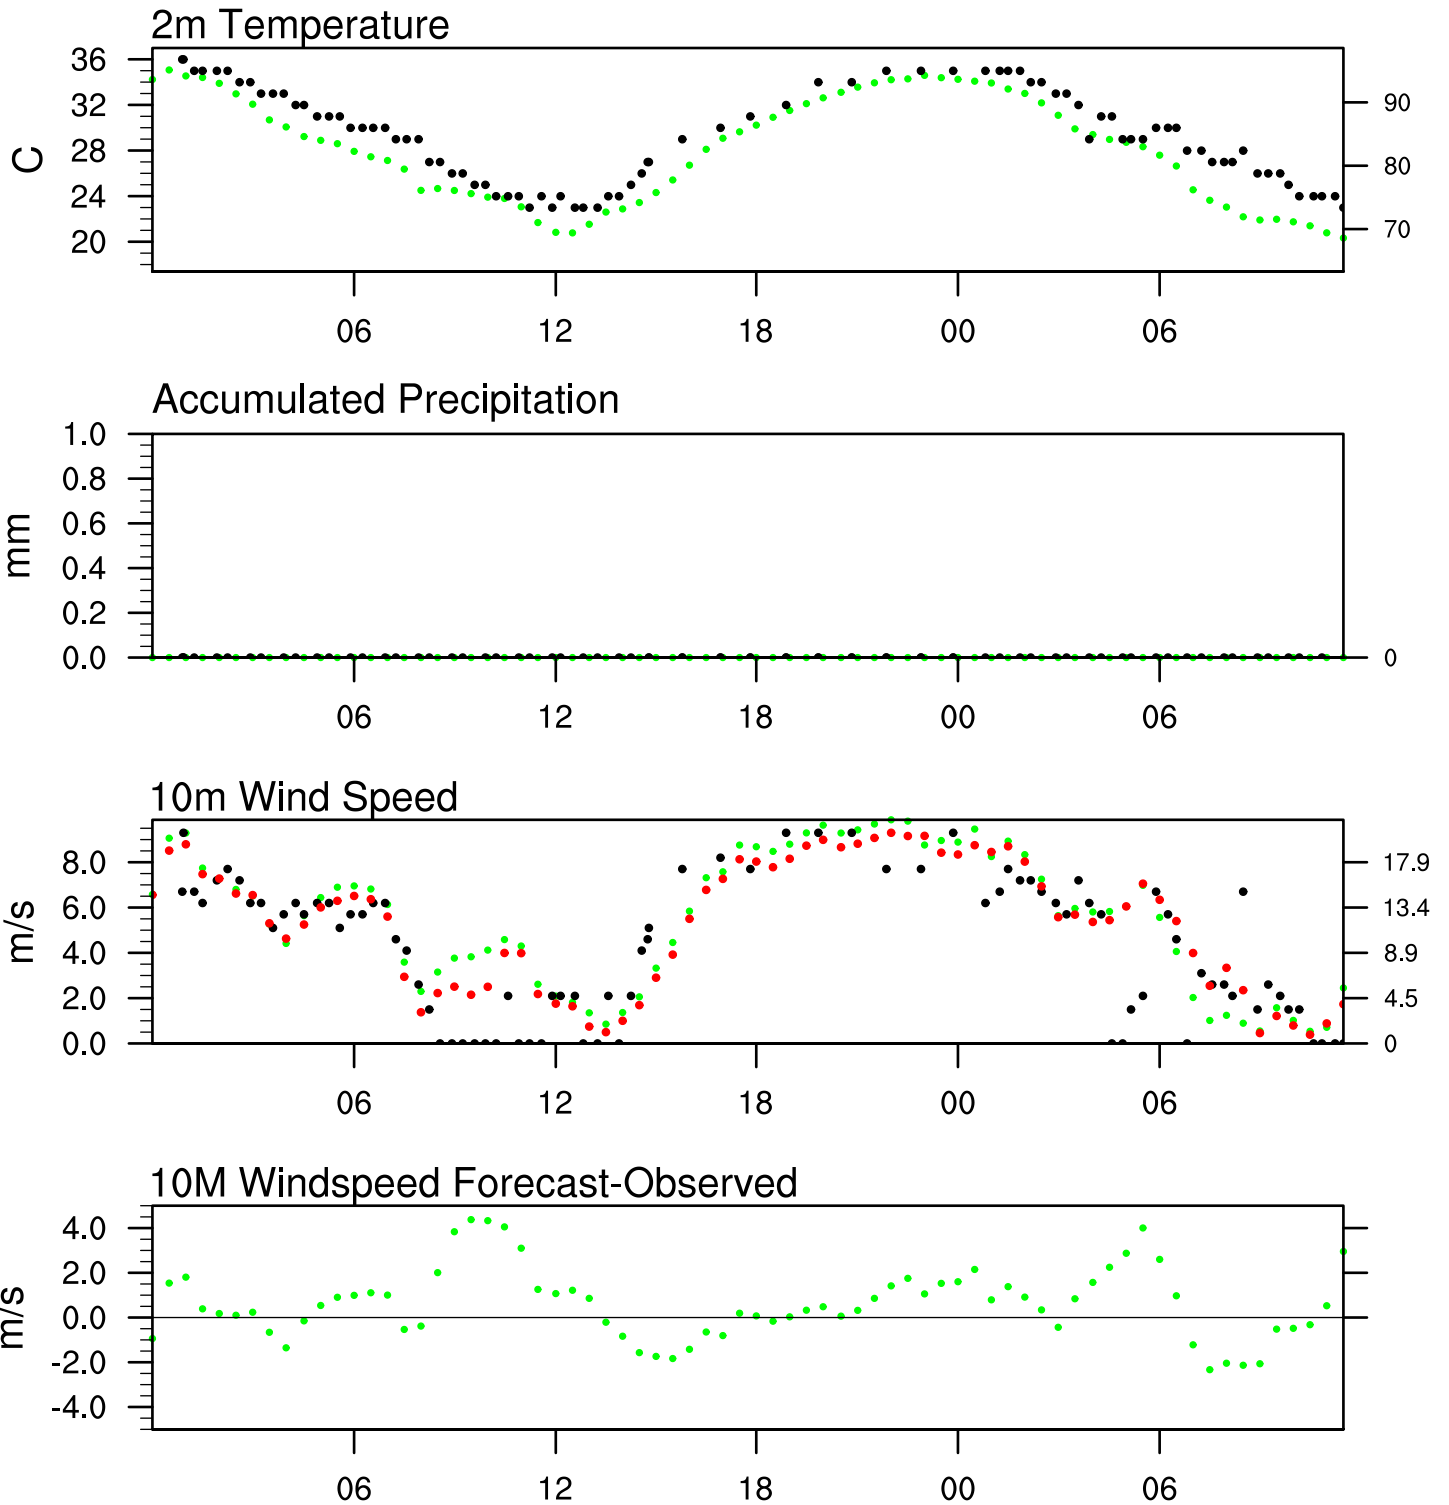 2m Temperature
36
32
28
24
20
C
90
80
70
06 12 18 00 06
Accumulated Precipitation
1.0
0.8
0.6
0.4
0.2
0.0
mm
0
06 12 18 00 06
10m Wind Speed
8.0
6.0
4.0
2.0
0.0
m/s
17.9
13.4
8.9
4.5
0
06 12 18 00 06
10M Windspeed Forecast-Observed
4.0
2.0
0.0
-2.0
-4.0
m/s
06 12 18 00 06